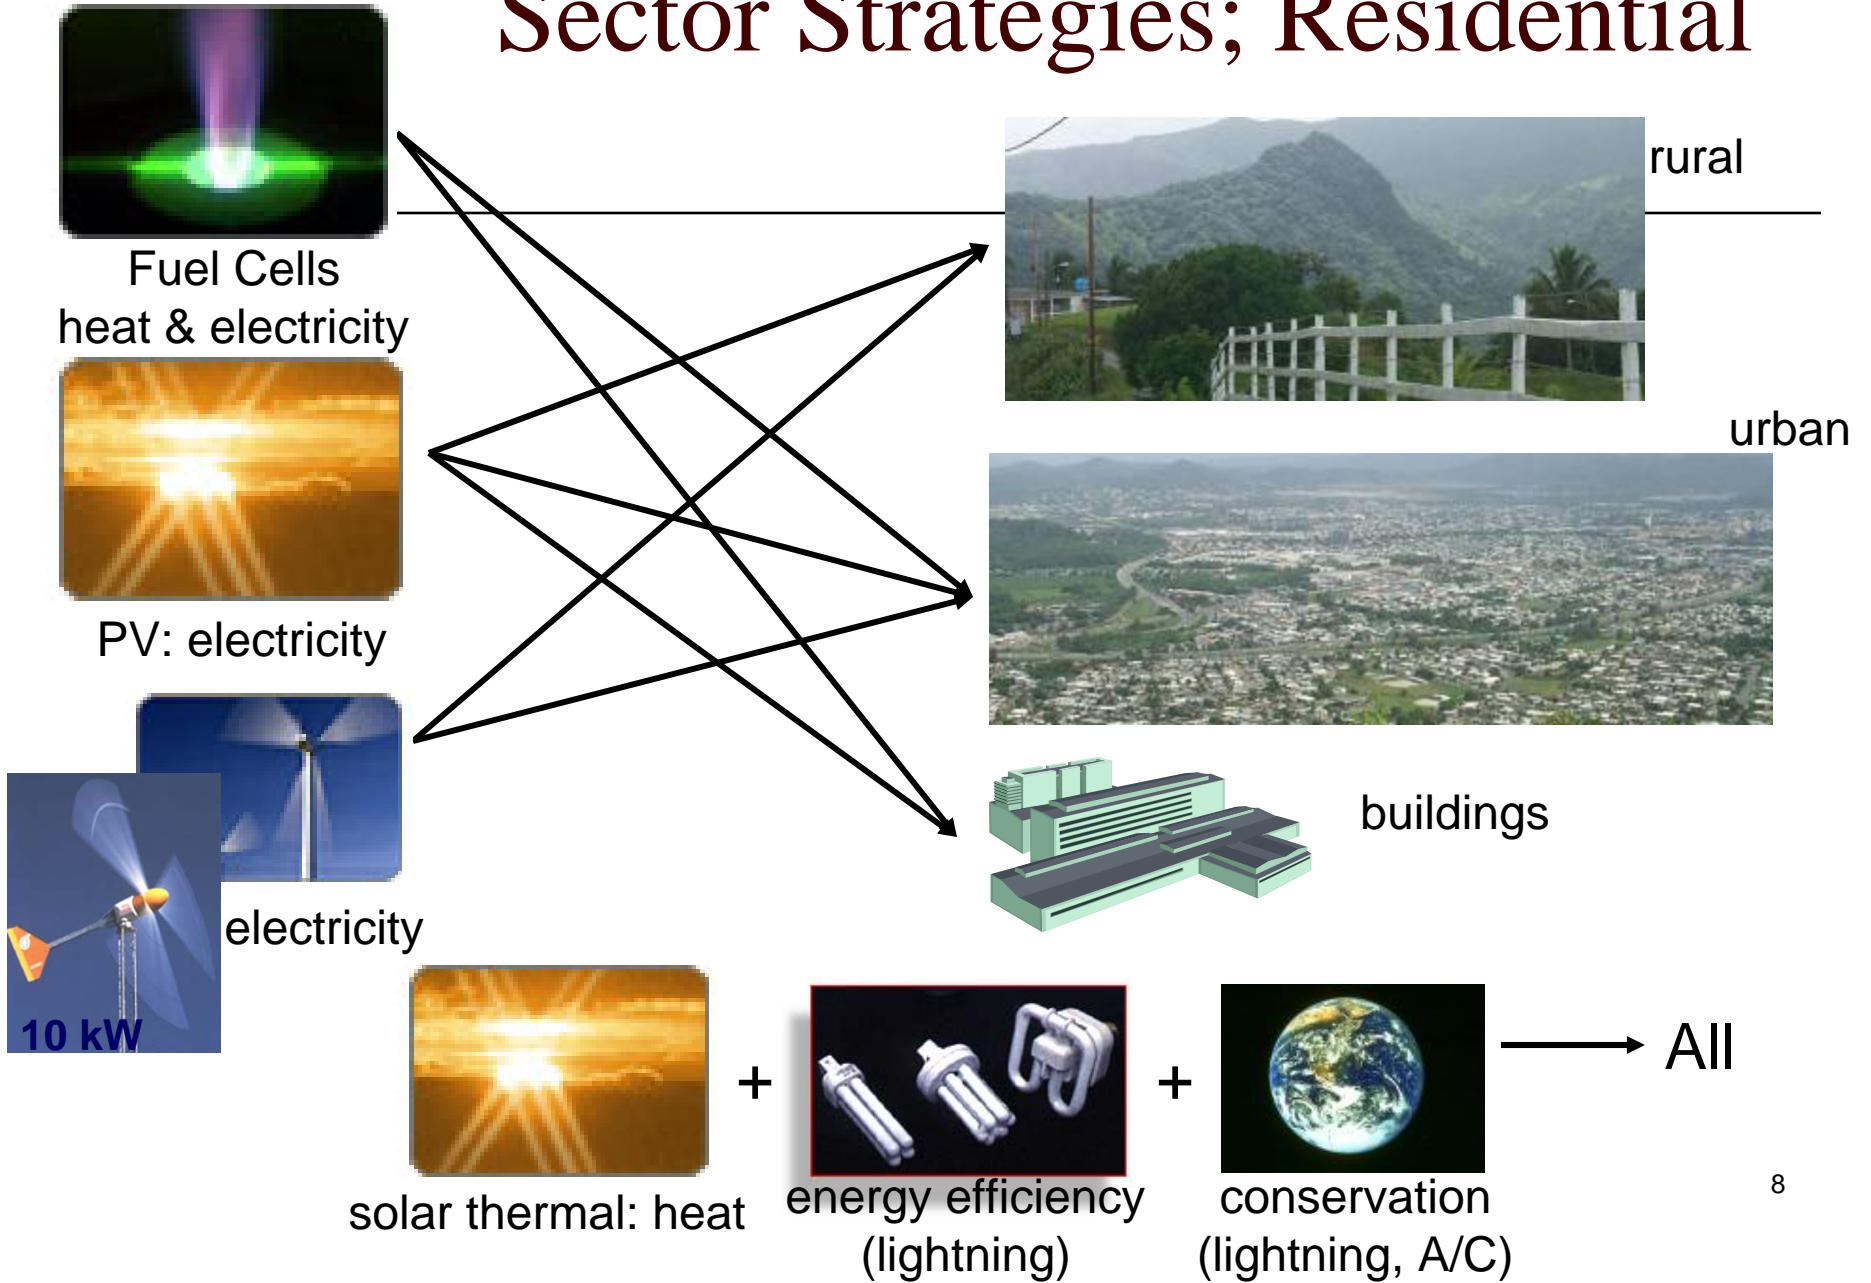 Sector Strategies; Residential
rural
Fuel Cells
heat & electricity
urban
PV: electricity
buildings
electricity
10 kW
+
+
All
solar thermal: heat
energy efficiency
(lightning)
conservation
(lightning, A/C)
8